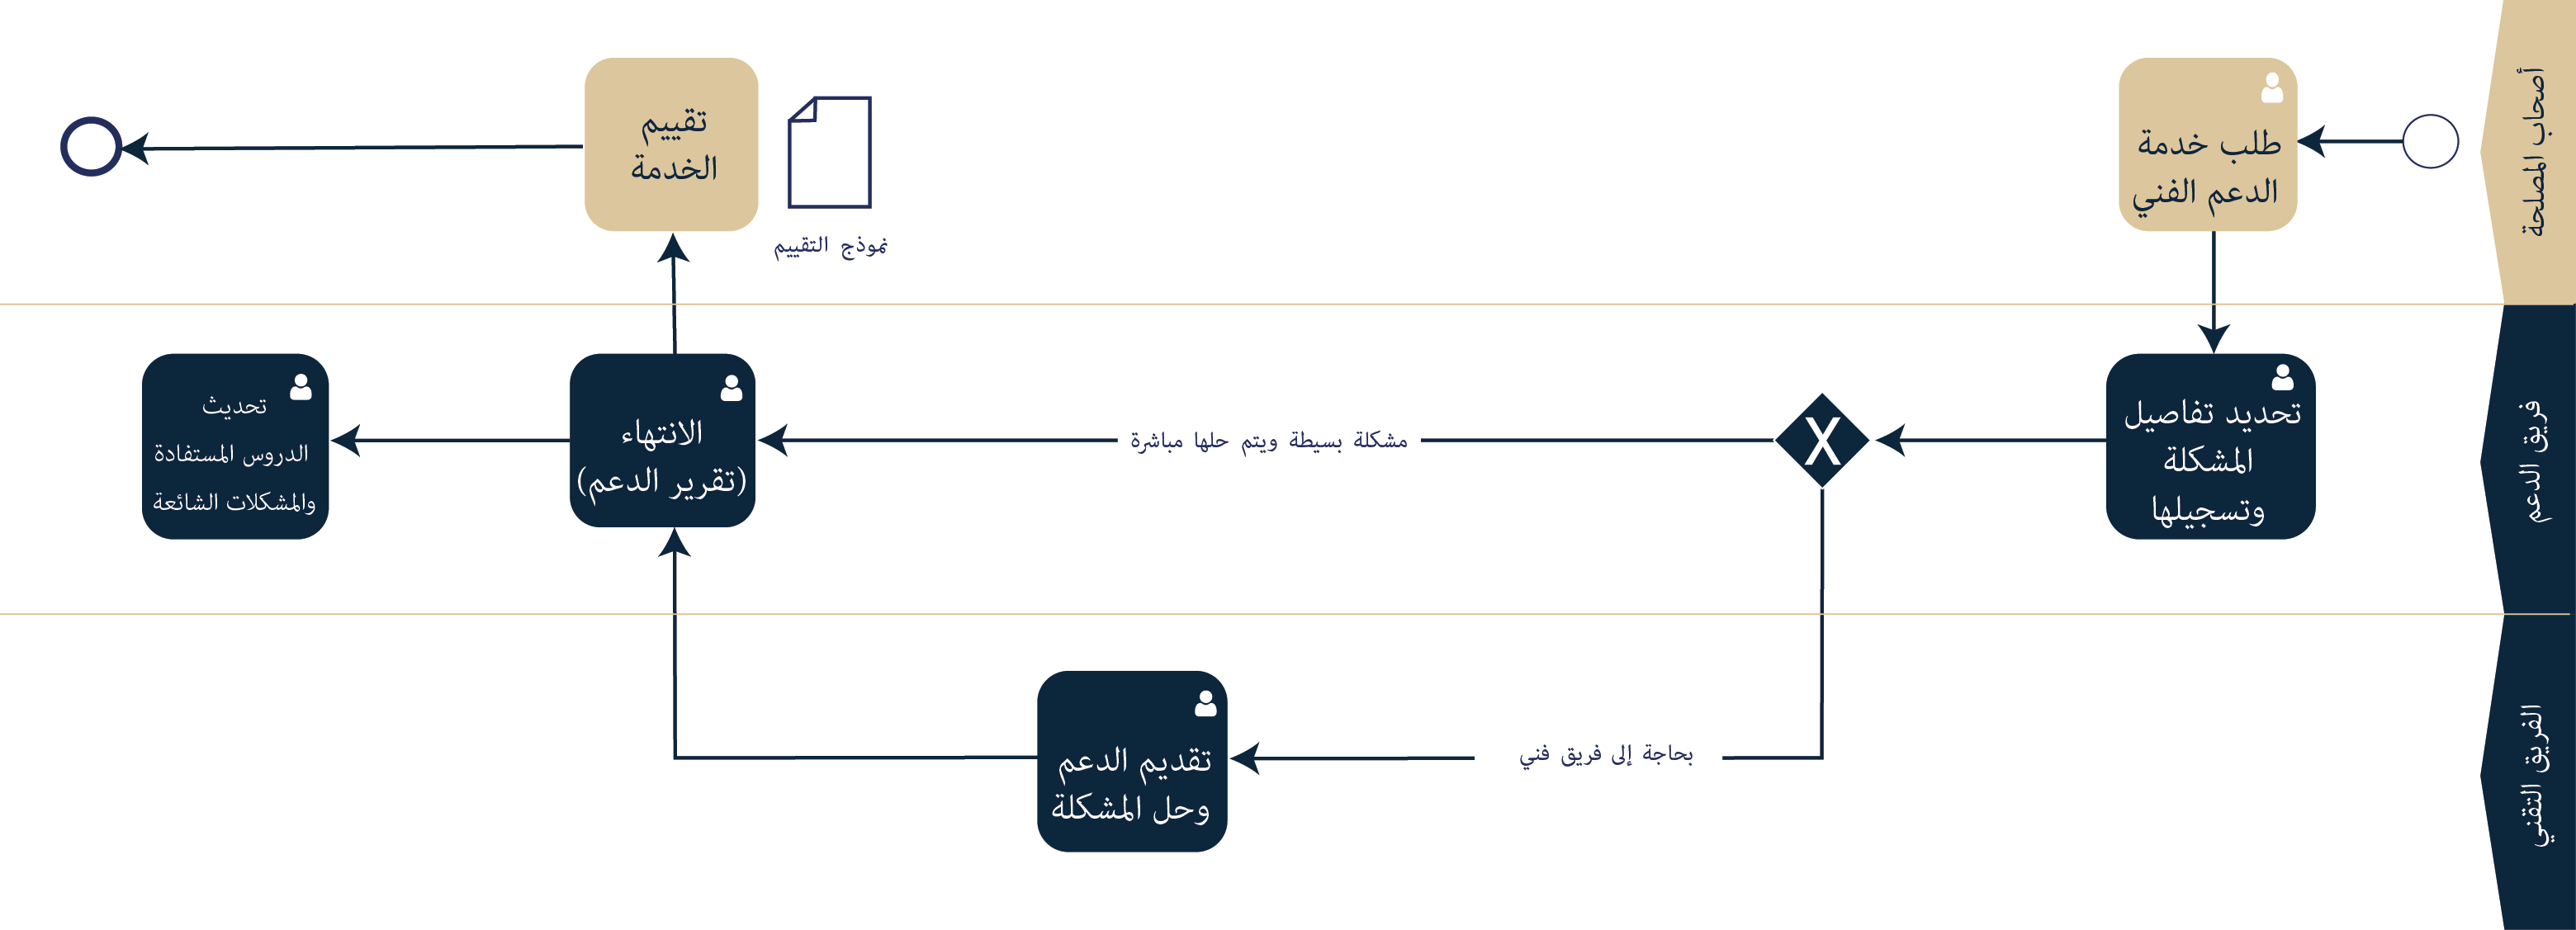 أصحاب المصلحة
طلب خدمة
الدعم الفني
نموذج التقييم
تقييم
الخدمة
فريق الدعم
تحديد تفاصيل
المشكلة
وتسجيلها
X
مشكلة بسيطة ويتم حلها مباشرة
الانتهاء
(تقرير الدعم)
تحديث
الدروس المستفادة
والمشكلات الشائعة
الفريق التقني
بحاجة إلى فريق فني
تقديم الدعم
وحل المشكلة